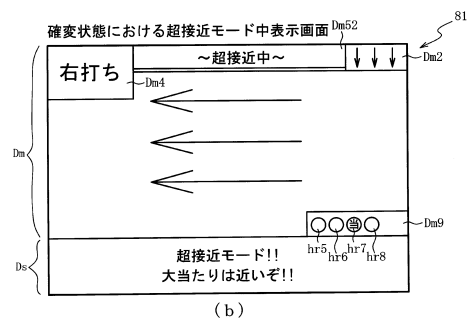 確変状態における超接近モード中表示画面
Dm52
81
右打ち
~超接近中~
Dm2
Dm4
Dm
当
Dm9
hr5 hr6 hr7 hr8
Ds
超接近モード!!
大当たりは近いぞ!!
(b)